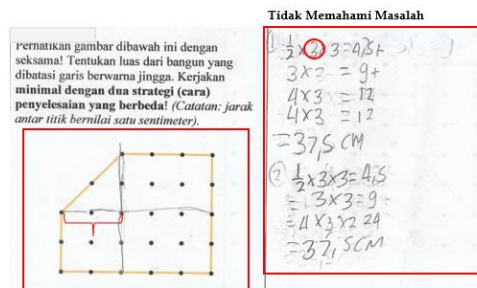 Tidak Memahami Masalah
Pernatikan gambar dibawah ini dengan
seksama! Tentukan luas dari bangun yang
dibatasi garis berwarna jingga. Kerjakan
minimal dengan dua strategi (cara)
penyelesaian yang berbeda! (Catatan: jarak
antar titik bernilai satu sentimeter).
① 1/2 x 3 x 3 = 4,5 +
3 x 3 = 9 +
4 x 3 = 12
4 x 3 = 12
= 37,5 CM
② 1/2 x 3 x 3 = 4,5
= 3 x 3 = 9
= 4 x 3 x 2 24
= 37,5 CM